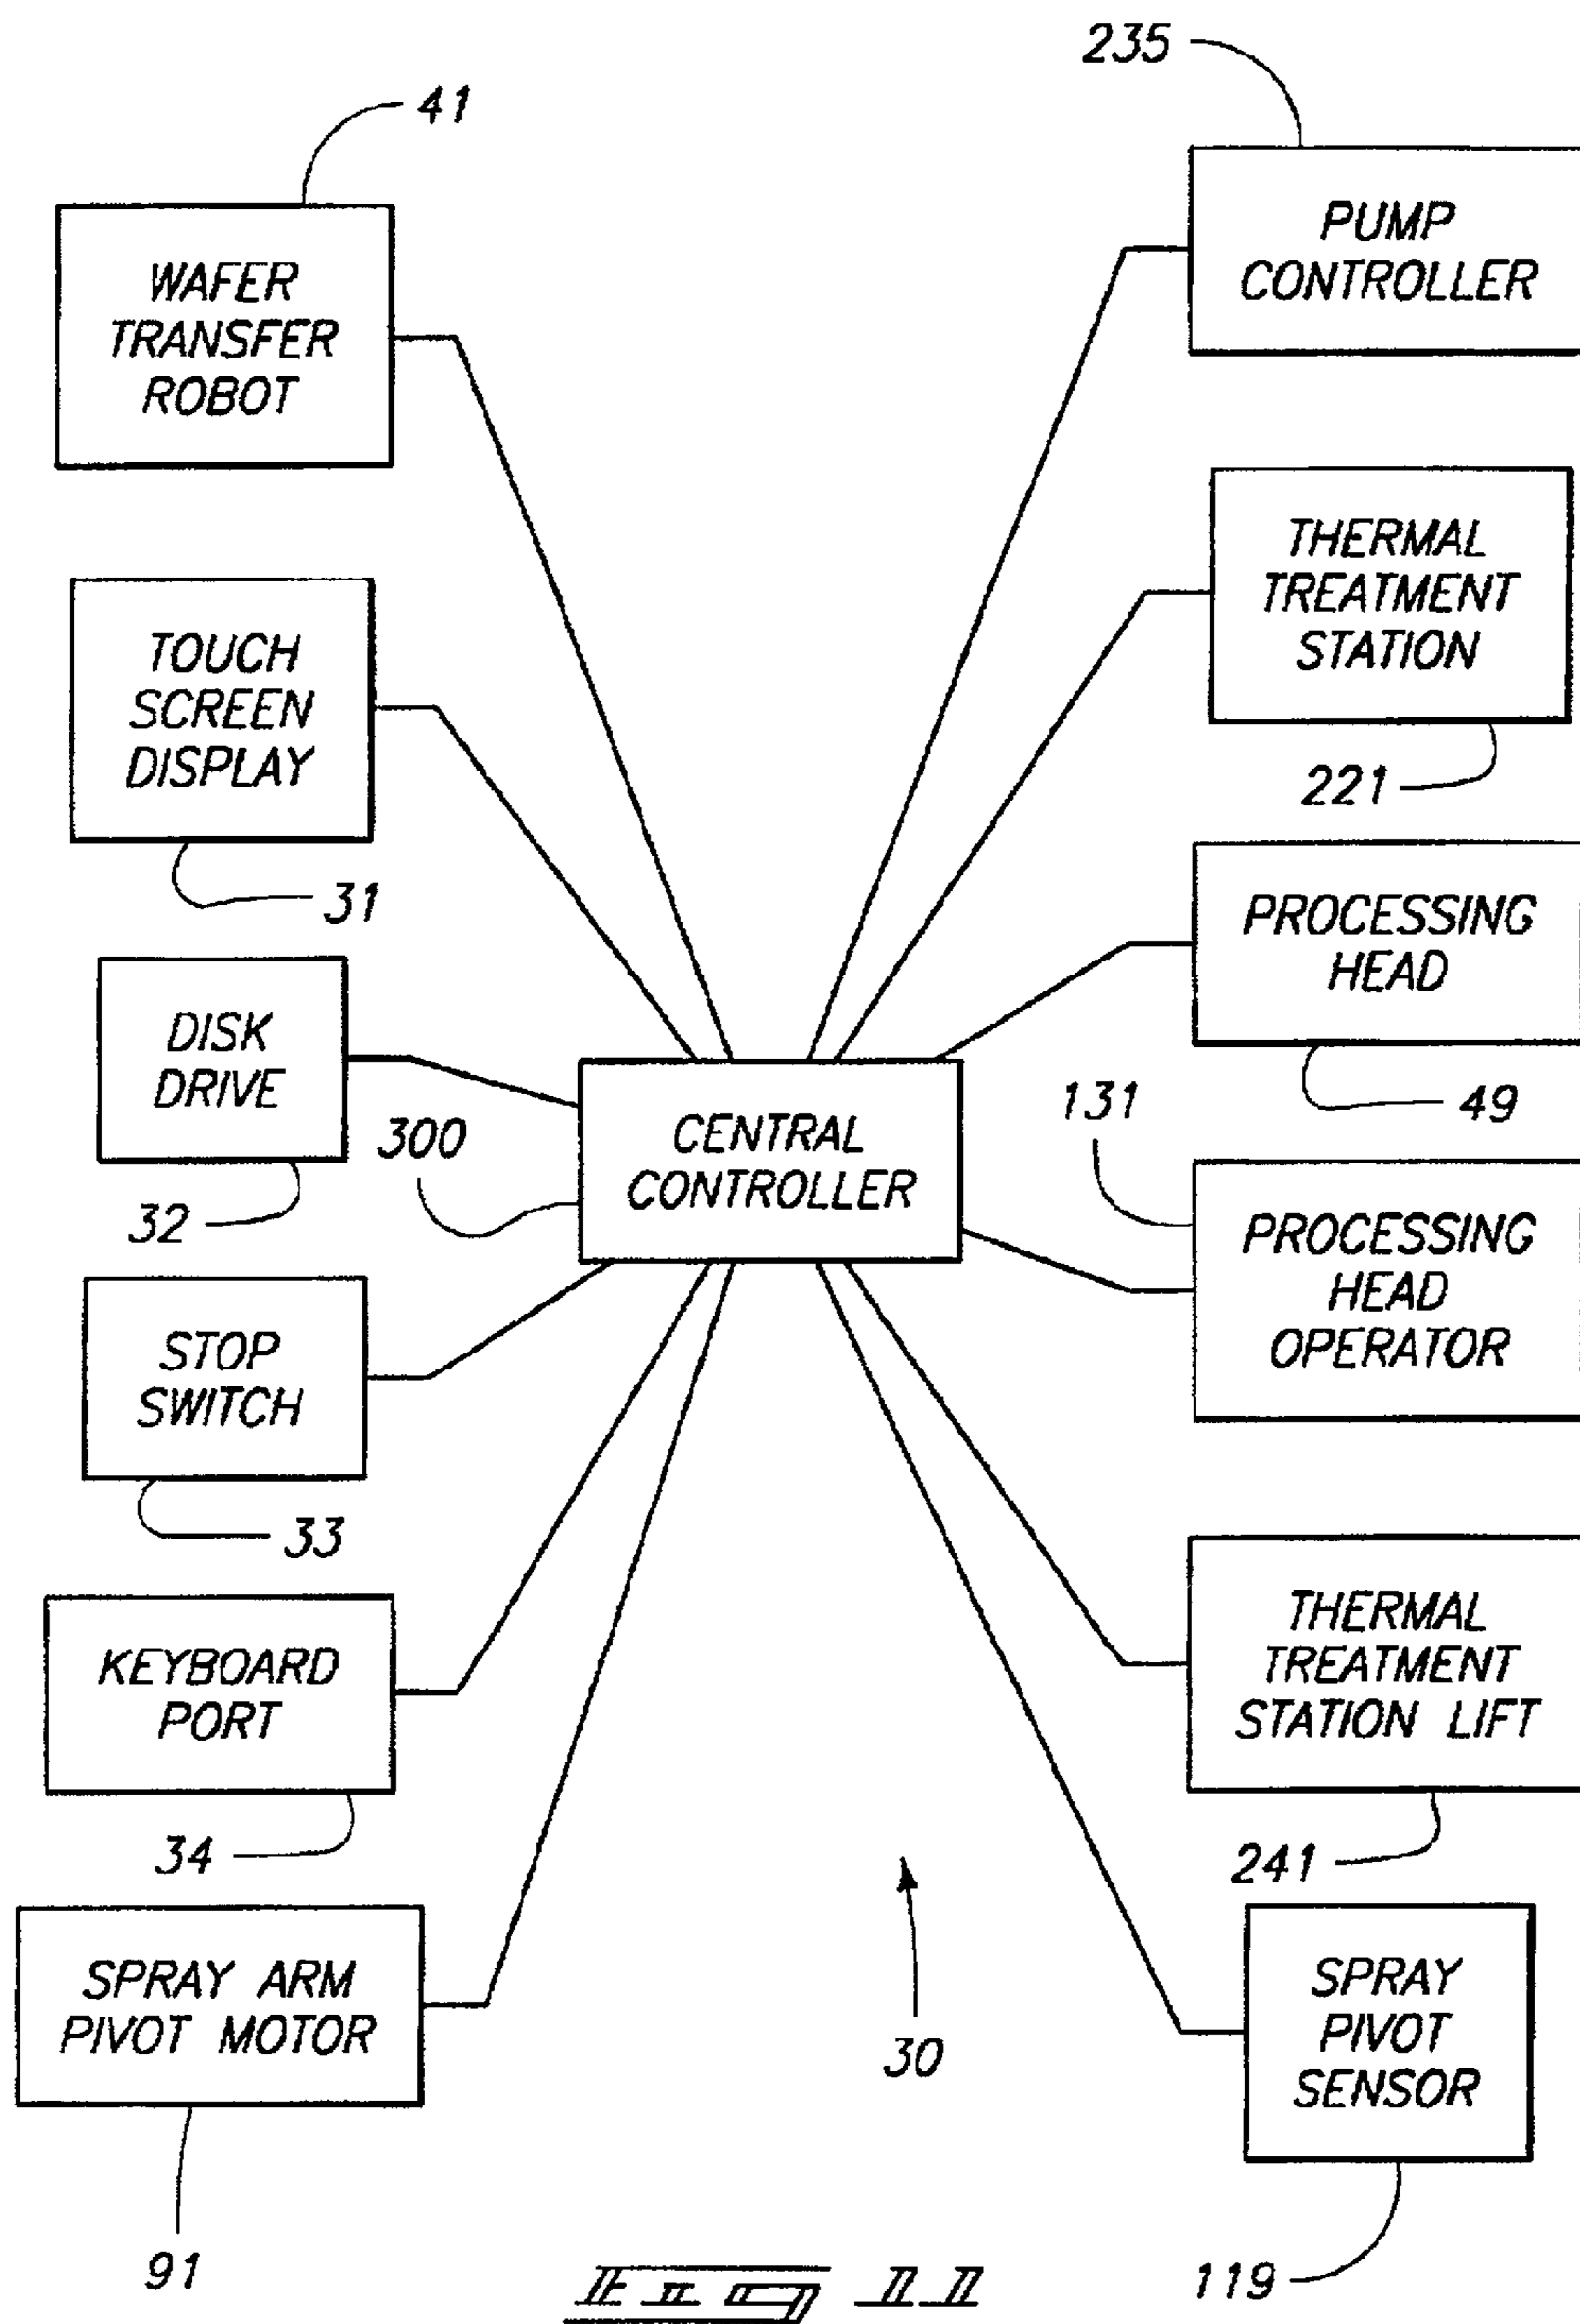 235
41
PUMP
CONTROLLER
WAFER
TRANSFER
ROBOT
THERMAL
TREATMENT
STATION
221
TOUCH
SCREEN
DISPLAY
31
PROCESSING
HEAD
49
DISK
DRIVE
32
300
CENTRAL
CONTROLLER
131
PROCESSING
HEAD
OPERATOR
STOP
SWITCH
33
THERMAL
TREATMENT
STATION LIFT
241
KEYBOARD
PORT
34
SPRAY ARM
PIVOT MOTOR
91
30
SPRAY
PIVOT
SENSOR
119
Fig 11